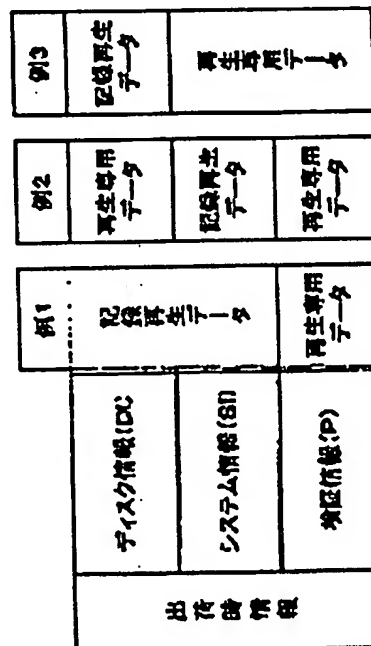 例1
例2
例3
出荷時情報
ディスク情報(DC
記録再生データ
再生専用
データ
記録再生
データ
システム情報(SI)
記録再生
データ
再生専用データ
検証情報(P)
再生専用
データ
再生専用
データ